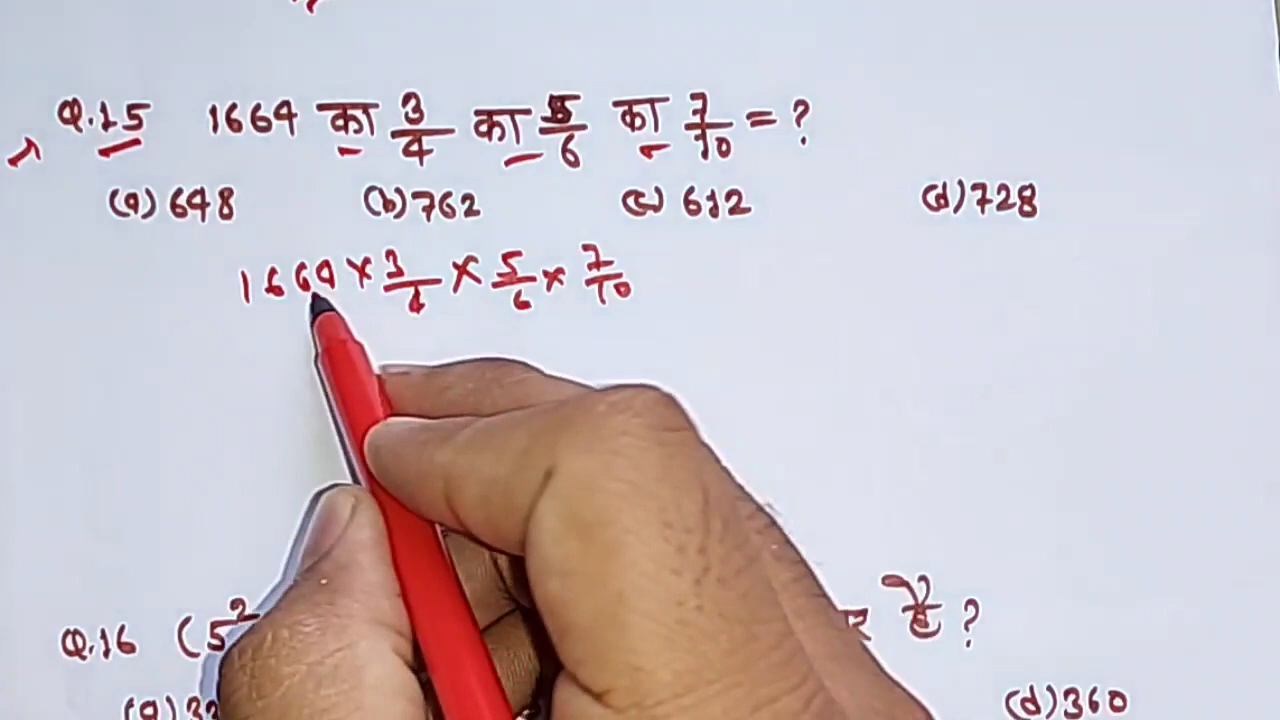 Q.15 1664 का 3/4 का 5/6 का 7/10 = ?
(a) 648 (b) 762 (c) 612 (d) 728
1664 × 3/4 × 5/6 × 7/10
Q.16 (5² ?
(d) 360